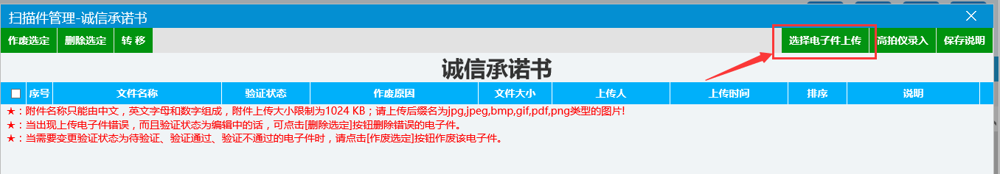 扫描件管理-诚信承诺书
作废选定 删除选定 转 移 选择电子件上传 高拍仪录入 保存说明
诚信承诺书
序号 文件名称 验证状态 作废原因 文件大小 上传人 上传时间 排序 说明
★：附件名称只能由中文，英文字母和数字组成，附件上传大小限制为1024 KB；请上传后缀名为jpg,jpeg,bmp,gif,pdf,png类型的图片!
★：当出现上传电子件错误，而且验证状态为编辑中的话，可点击[删除选定]按钮删除错误的电子件。
★：当需要变更验证状态为待验证、验证通过、验证不通过的电子件时，请点击[作废选定]按钮作废该电子件。